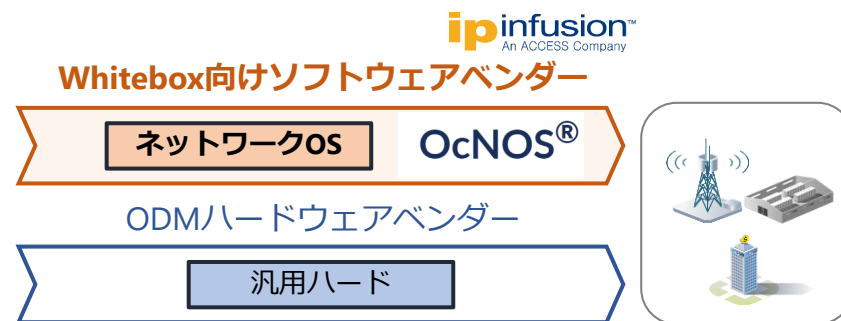 ipinfusion™
An ACCESS Company
Whitebox向けソフトウェアベンダー
ネットワークOS
OcNOS®
ODMハードウェアベンダー
汎用ハード